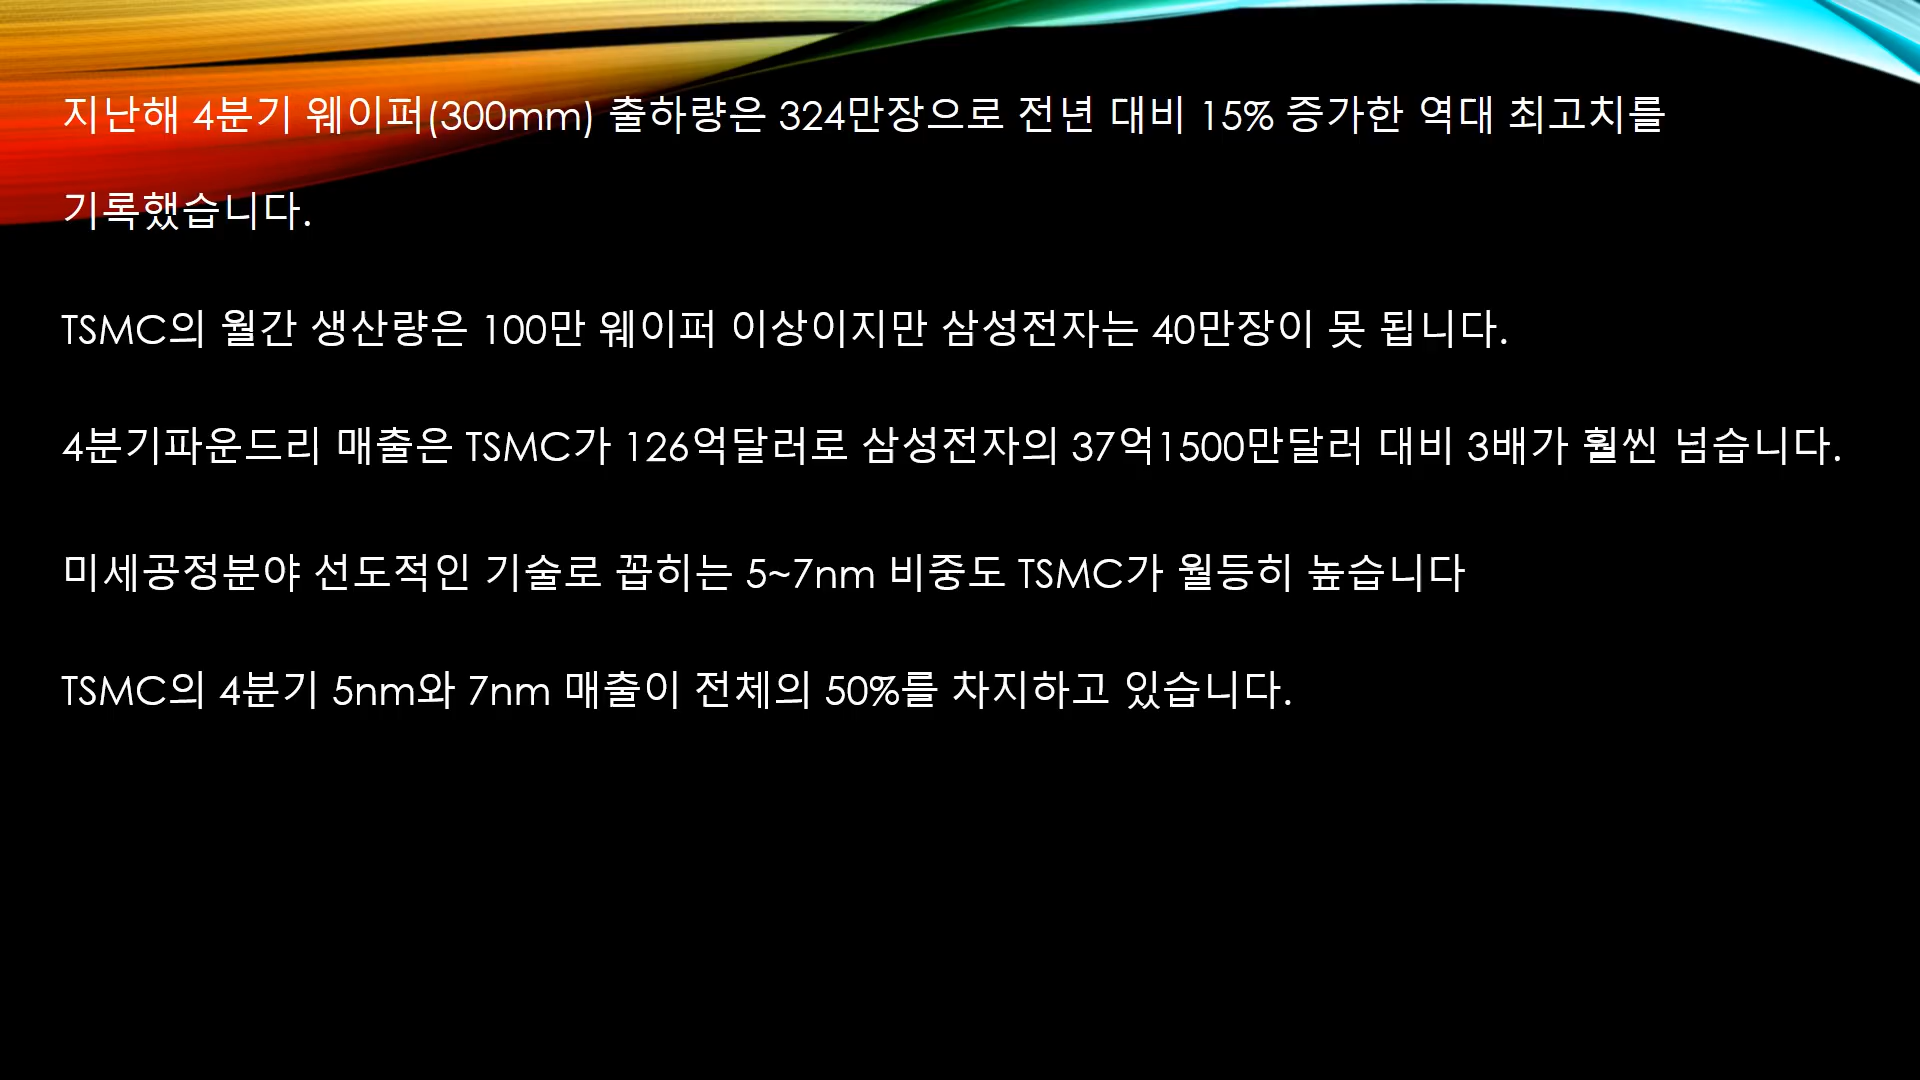 지난해 4분기 웨이퍼(300mm) 출하량은 324만장으로 전년 대비 15% 증가한 역대 최고치를
기록했습니다.
TSMC의 월간 생산량은 100만 웨이퍼 이상이지만 삼성전자는 40만장이 못 됩니다.
4분기파운드리 매출은 TSMC가 126억달러로 삼성전자의 37억1500만달러 대비 3배가 훨씬 넘습니다.
미세공정분야 선도적인 기술로 꼽히는 5~7nm 비중도 TSMC가 월등히 높습니다
TSMC의 4분기 5nm와 7nm 매출이 전체의 50%를 차지하고 있습니다.